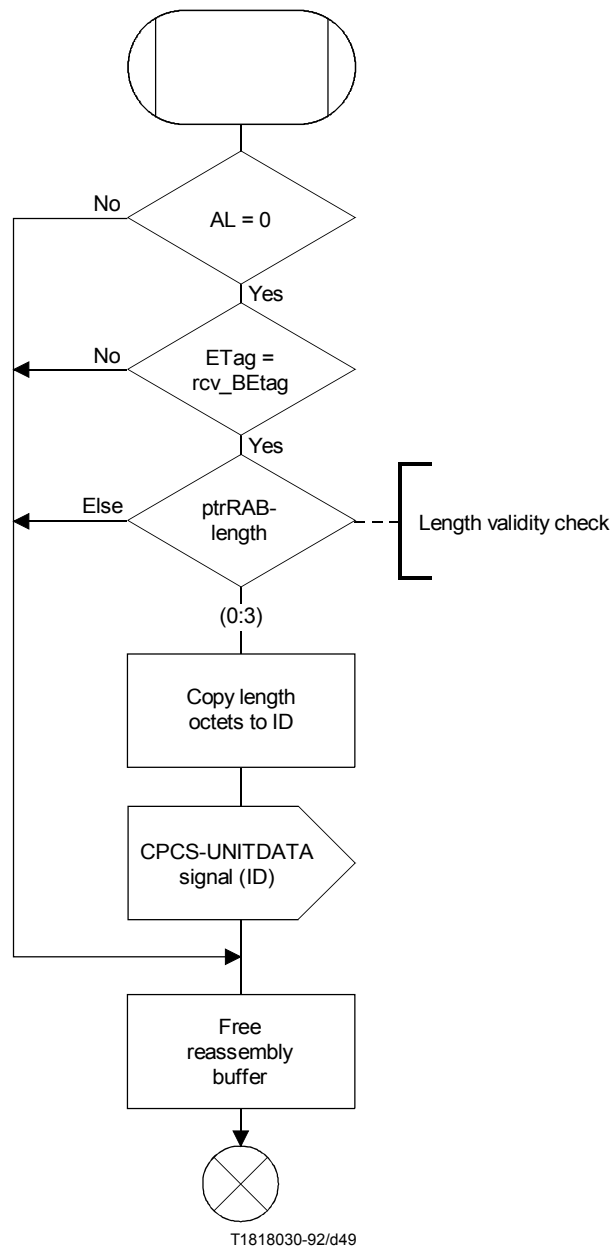 No
AL = 0
Yes
No
ETag =
rcv_BEtag
Yes
Else
ptrRAB-
length
Length validity check
(0:3)
Copy length
octets to ID
CPCS-UNITDATA
signal (ID)
Free
reassembly
buffer
T1818030-92/d49